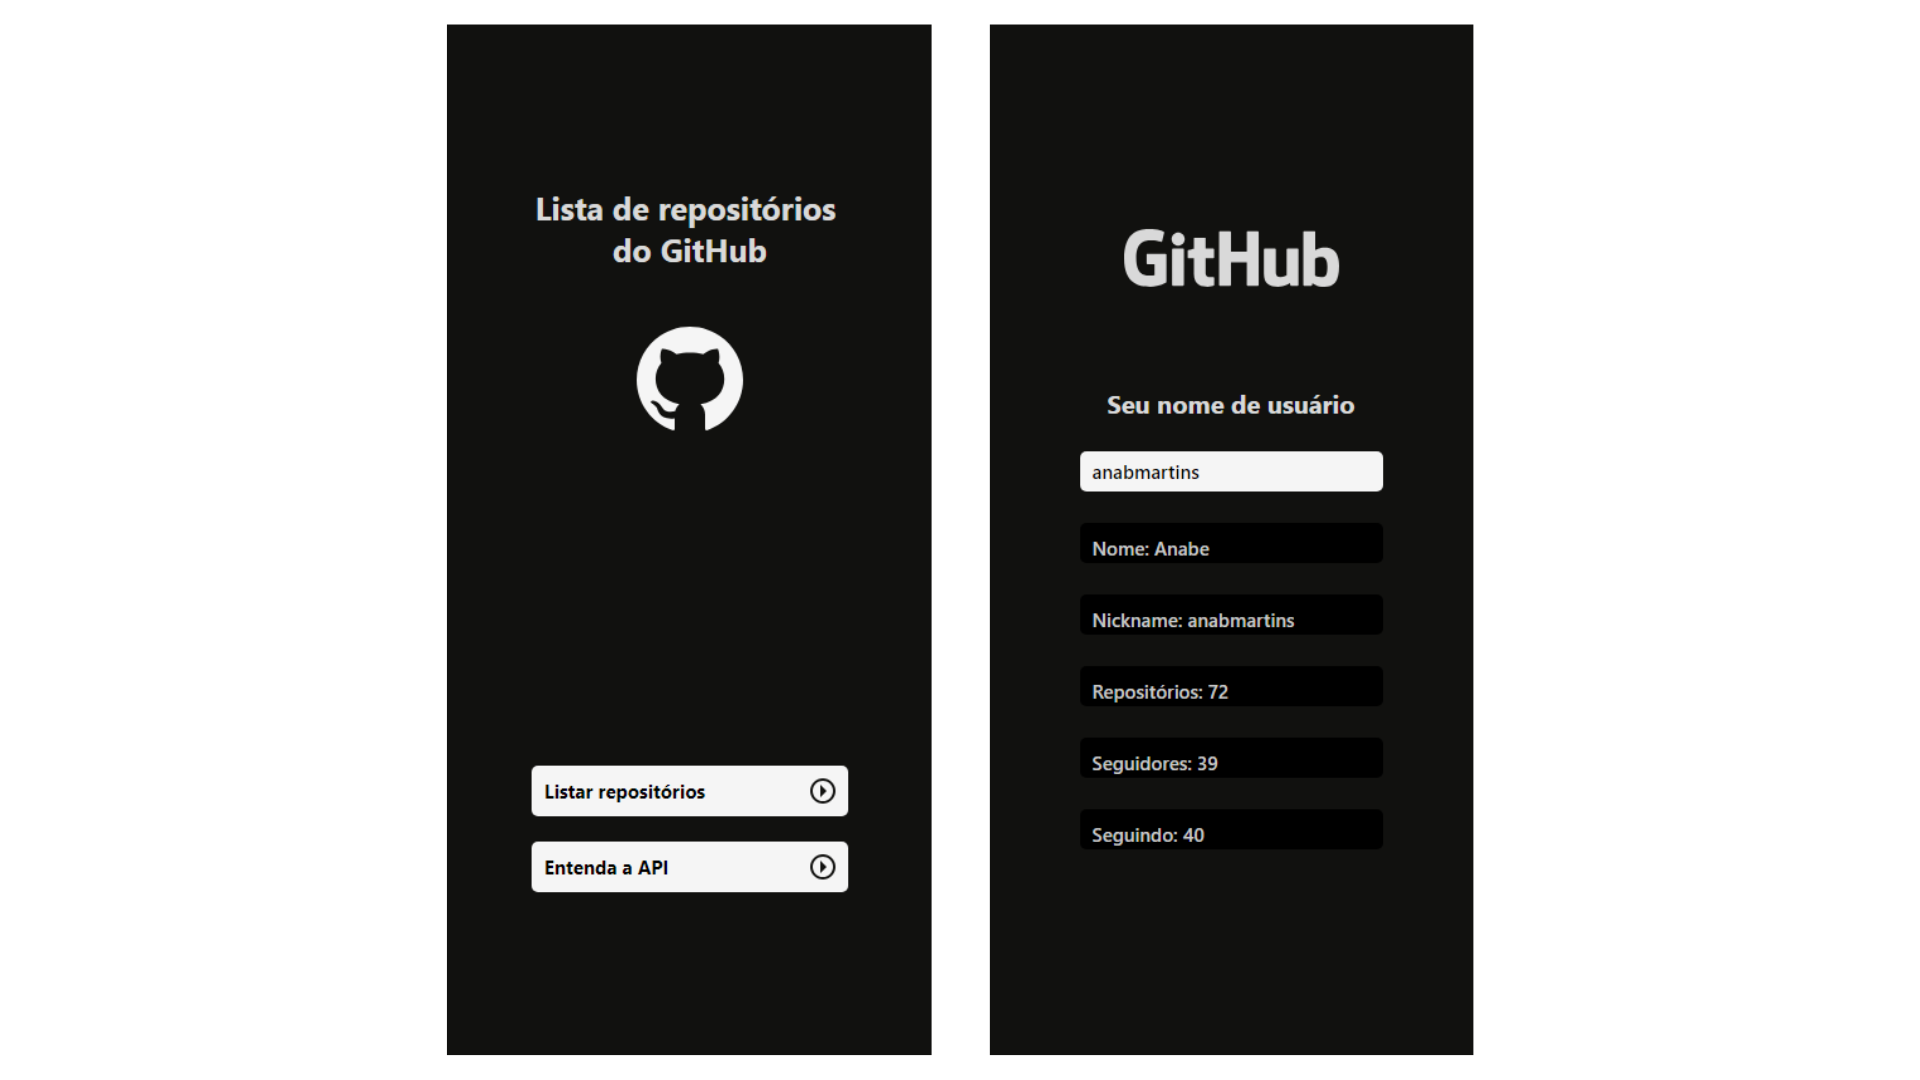 Lista de repositórios
do GitHub
Listar repositórios
Entenda a API
GitHub
Seu nome de usuário
anabmartins
Nome: Anabe
Nickname: anabmartins
Repositórios: 72
Seguidores: 39
Seguindo: 40